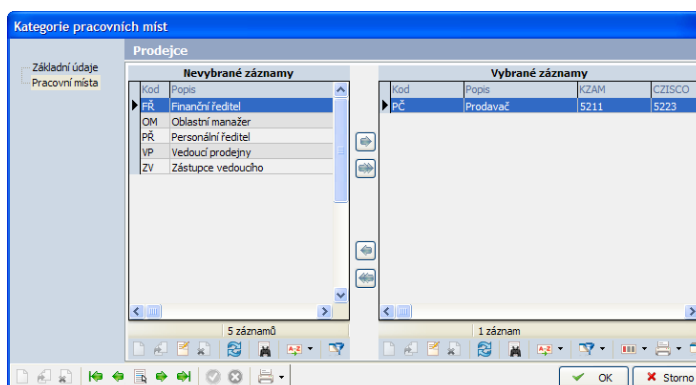 Kategorie pracovních míst
Základní údaje
Pracovní místa
Prodejce
Nevybrané záznamy
Kod Popis
FŘ Finanční ředitel
OM Oblastní manažer
PŘ Personální ředitel
VP Vedoucí prodejny
ZV Zástupce vedoucího
5 záznamů
Vybrané záznamy
Kod Popis KZAM CZISCO
PČ Prodavač 5211 5223
1 záznam
OK Storno